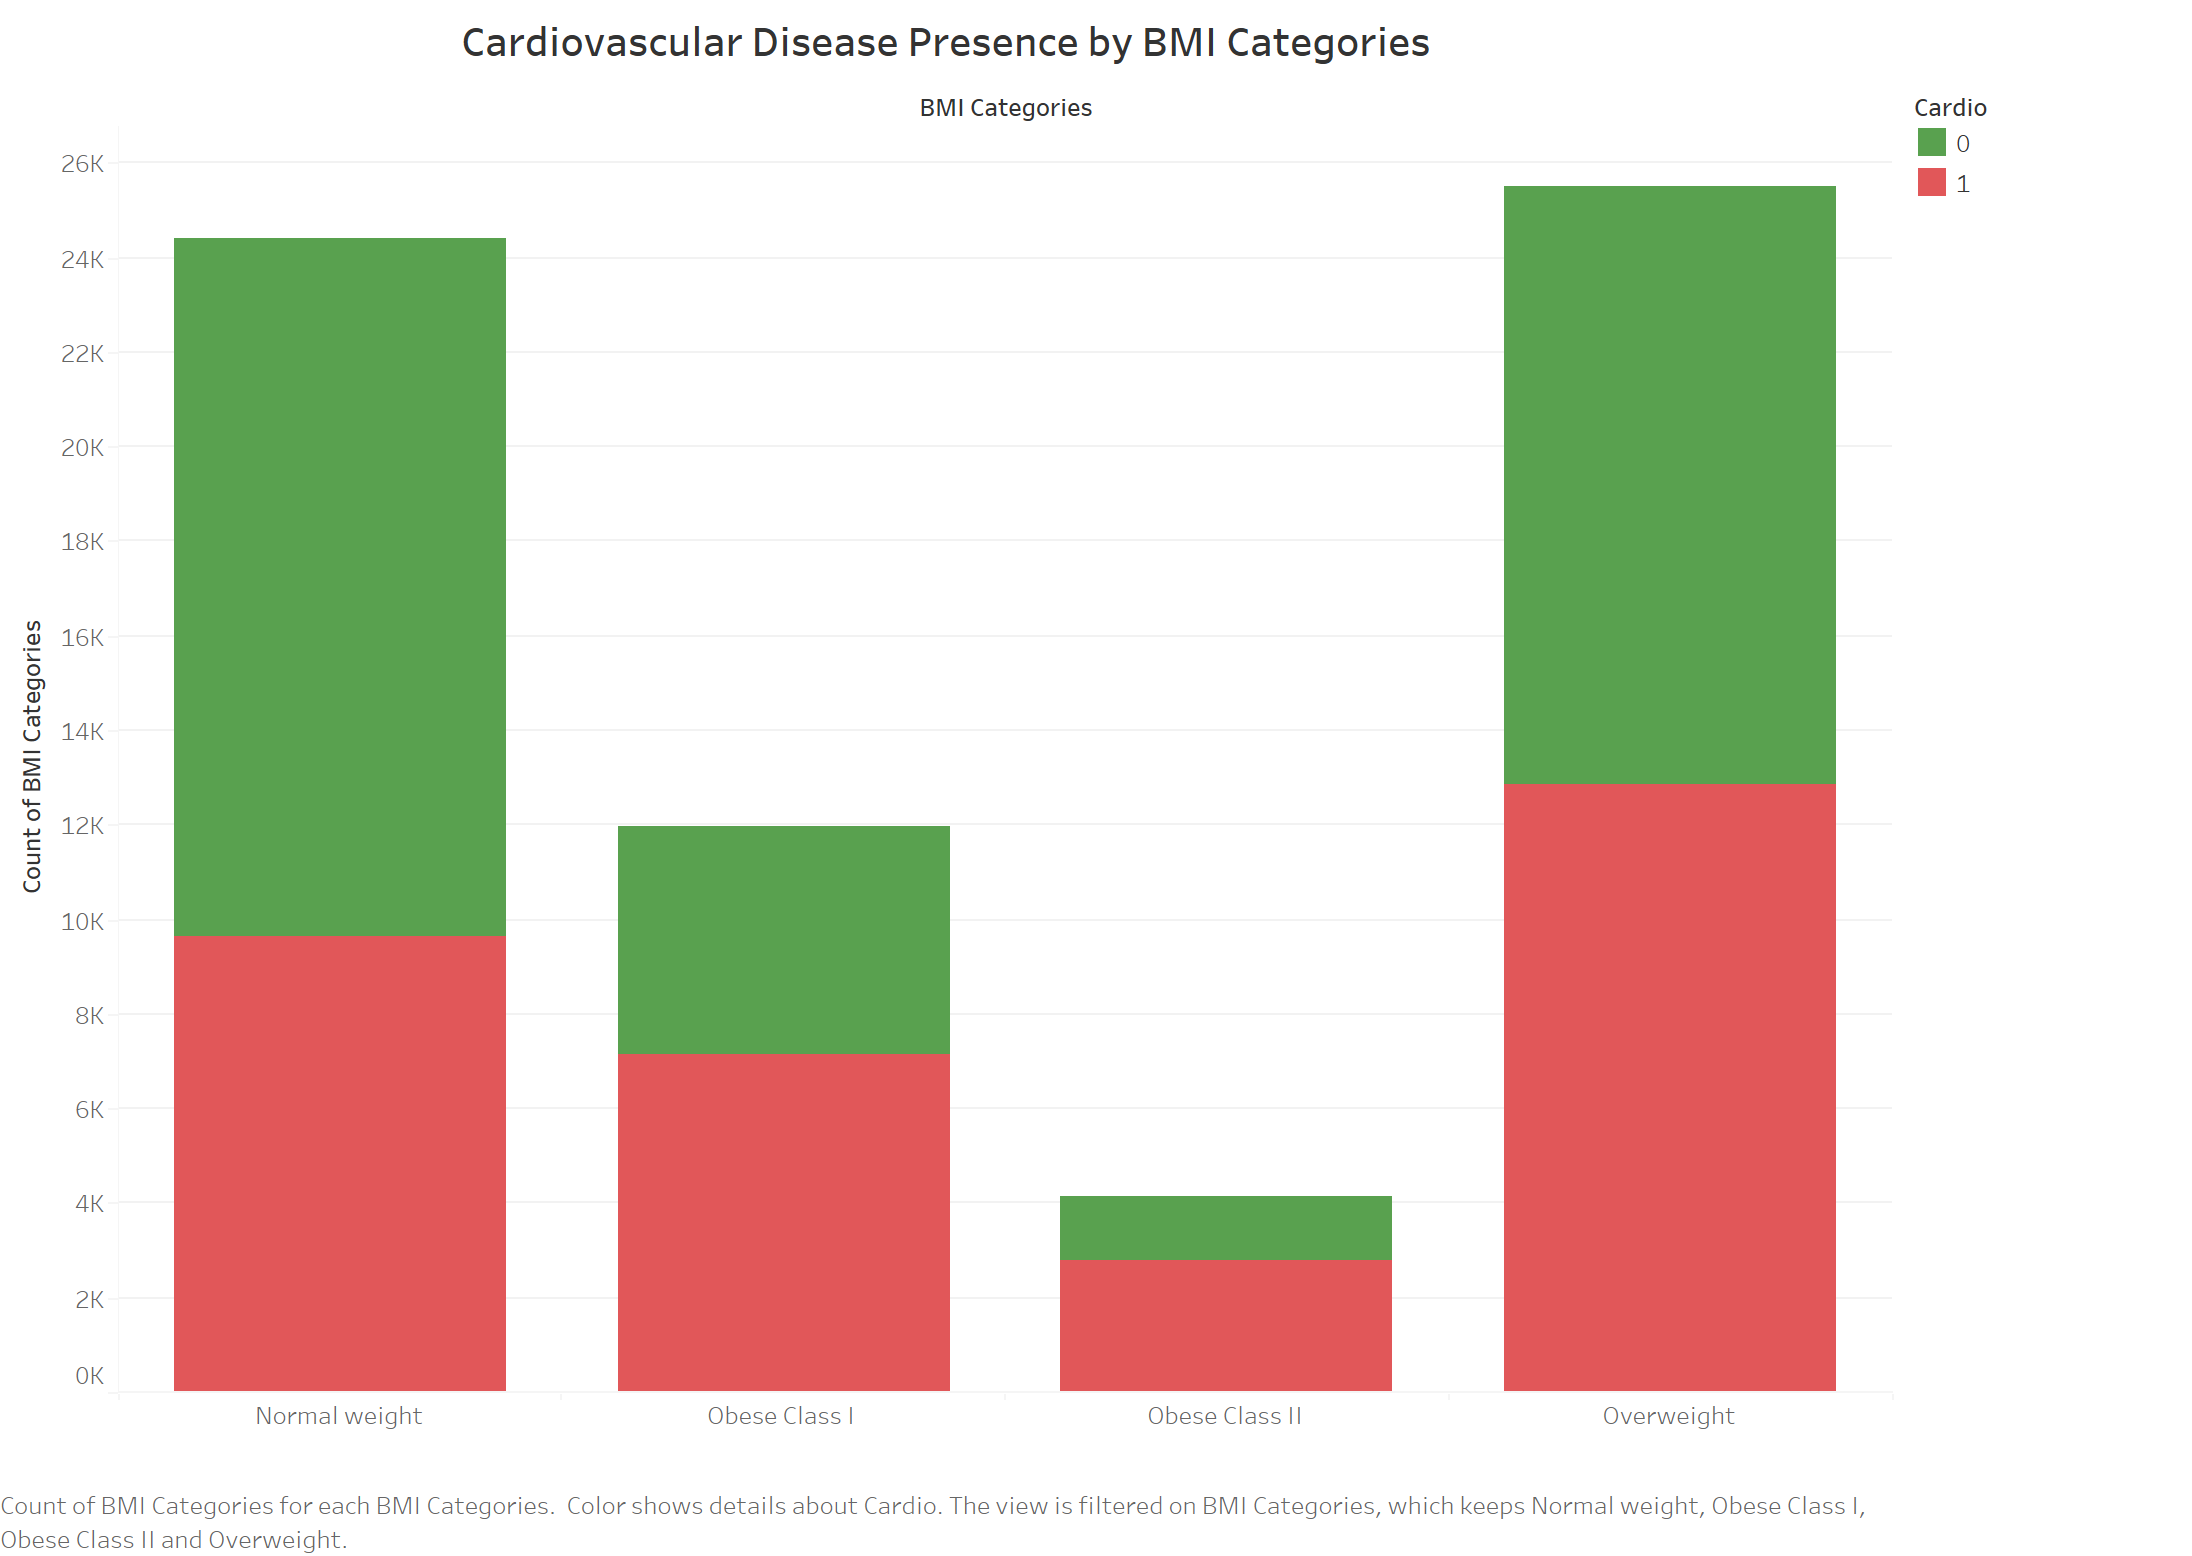 Cardiovascular Disease Presence by BMI Categories
BMI Categories
Cardio
0
1
Count of BMI Categories
26K
24K
22K
20K
18K
16K
14K
12K
10K
8K
6K
4K
2K
0K
Normal weight
Obese Class I
Obese Class II
Overweight
Count of BMI Categories for each BMI Categories.  Color shows details about Cardio. The view is filtered on BMI Categories, which keeps Normal weight, Obese Class I,
Obese Class II and Overweight.